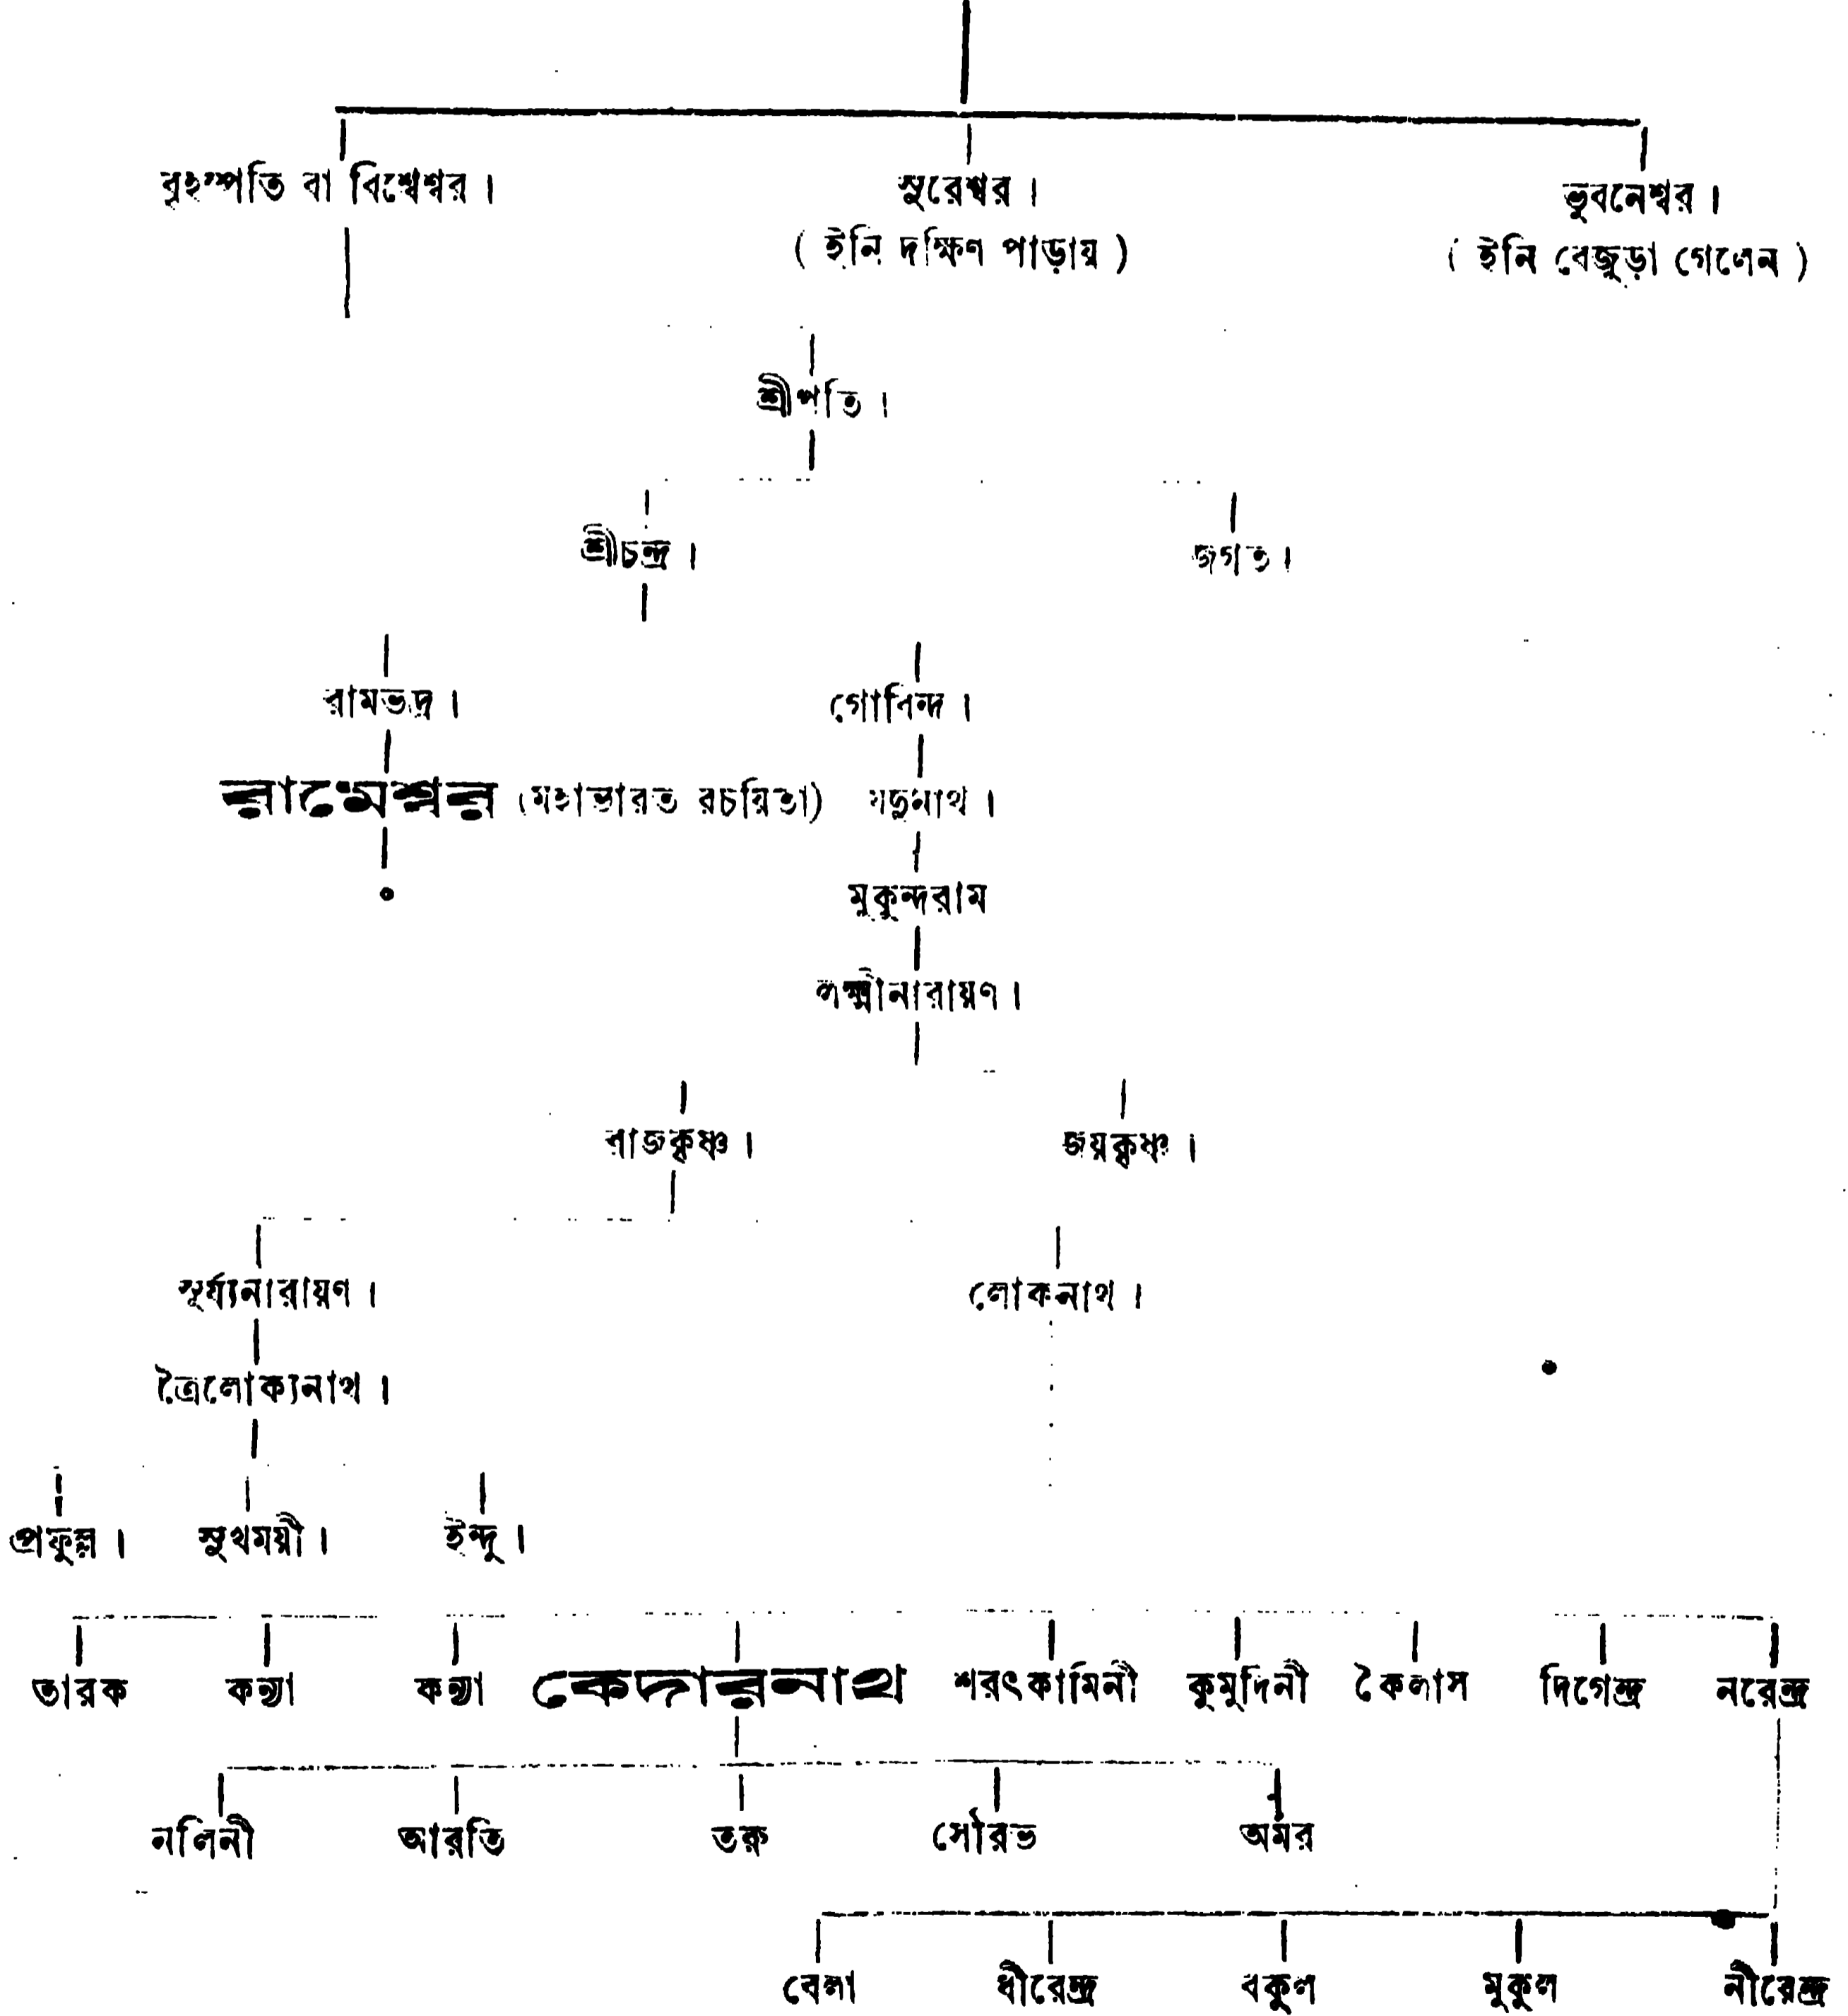 বৃহস্পতি বা বিশ্বেশ্বর। সুরেশ্বর। ভুবনেশ্বর।
( ইনি দক্ষিণ পাড়ায় ) ( ইনি বেজুড়া গেলেন )
শ্রীপতি।
শ্রীচন্দ্র। জগত।
রামভদ্র। গোবিন্দ।
রামেশ্বর (মহাভারত রচয়িতা) যদুনাথ।
মুকুন্দরাম
লক্ষ্মীনারায়ণ।
রাজকৃষ্ণ। জয়কৃষ্ণ।
সূর্য্যনারায়ণ। লোকনাথ।
ত্রৈলোক্যনাথ।
প্রফুল্ল। সুখময়ী। ইন্দু।
তারক কন্যা কন্যা কেদারনাথ শরৎকামিনী কুমুদিনী কৈলাস দিগেন্দ্র নরেন্দ্র
নলিনী আরতি তরু সৌরভ অমর
বেলা ধীরেন্দ্র বকুল মুকুল নীরেন্দ্র